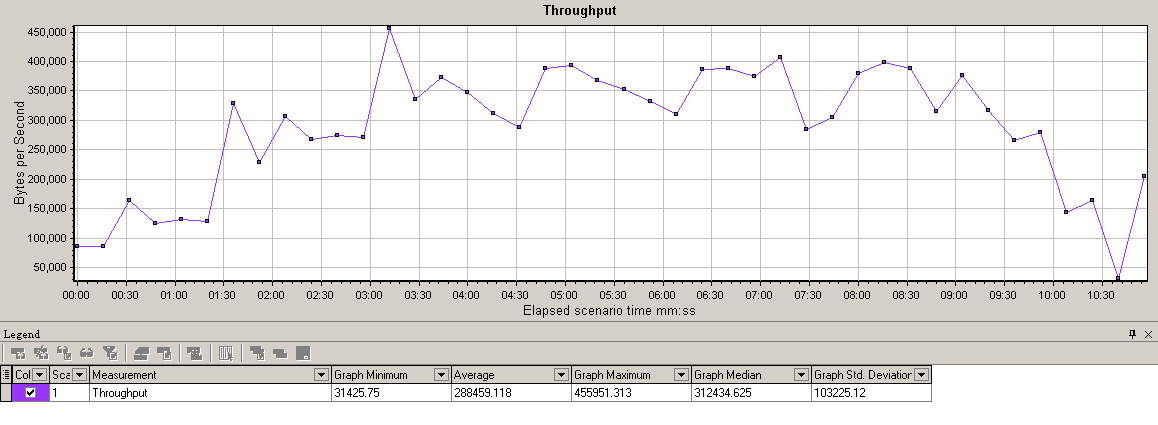 Throughput
Bytes per Second
450,000
400,000
350,000
300,000
250,000
200,000
150,000
100,000
50,000
00:00 00:30 01:00 01:30 02:00 02:30 03:00 03:30 04:00 04:30 05:00 05:30 06:00 06:30 07:00 07:30 08:00 08:30 09:00 09:30 10:00 10:30
Elapsed scenario time mm:ss
Legend
Col Sca Measurement Graph Minimum Average Graph Maximum Graph Median Graph Std. Deviation
1 Throughput 31425.75 288459.118 455951.313 312434.625 103225.12